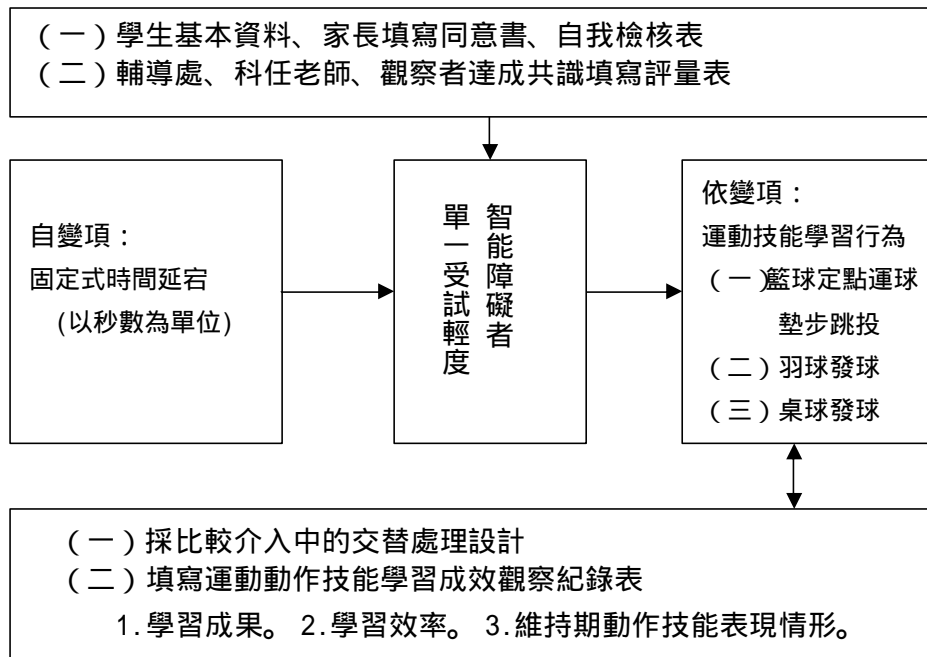 （一）學生基本資料、家長填寫同意書、自我檢核表
（二）輔導處、科任老師、觀察者達成共識填寫評量表
自變項：
固定式時間延宕
(以秒數為單位)
單一受試輕度
智能障礙者
依變項：
運動技能學習行為
（一)籃球定點運球
墊步跳投
（二）羽球發球
（三）桌球發球
（一）採比較介入中的交替處理設計
（二）填寫運動動作技能學習成效觀察紀錄表
1.學習成果。 2.學習效率。 3.維持期動作技能表現情形。